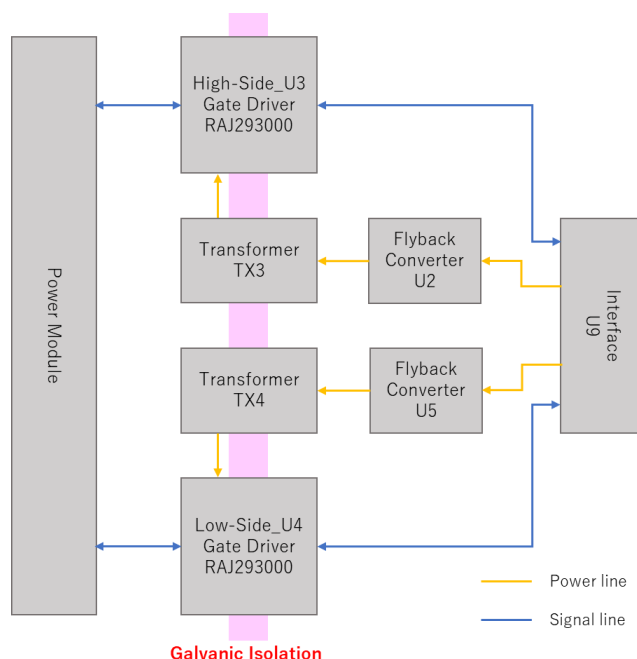 High-Side_U3
Gate Driver
RAJ293000
Power Module
Transformer
TX3
Flyback
Converter
U2
Interface
U9
Transformer
TX4
Flyback
Converter
U5
Low-Side_U4
Gate Driver
RAJ293000
Power line
Signal line
Galvanic Isolation